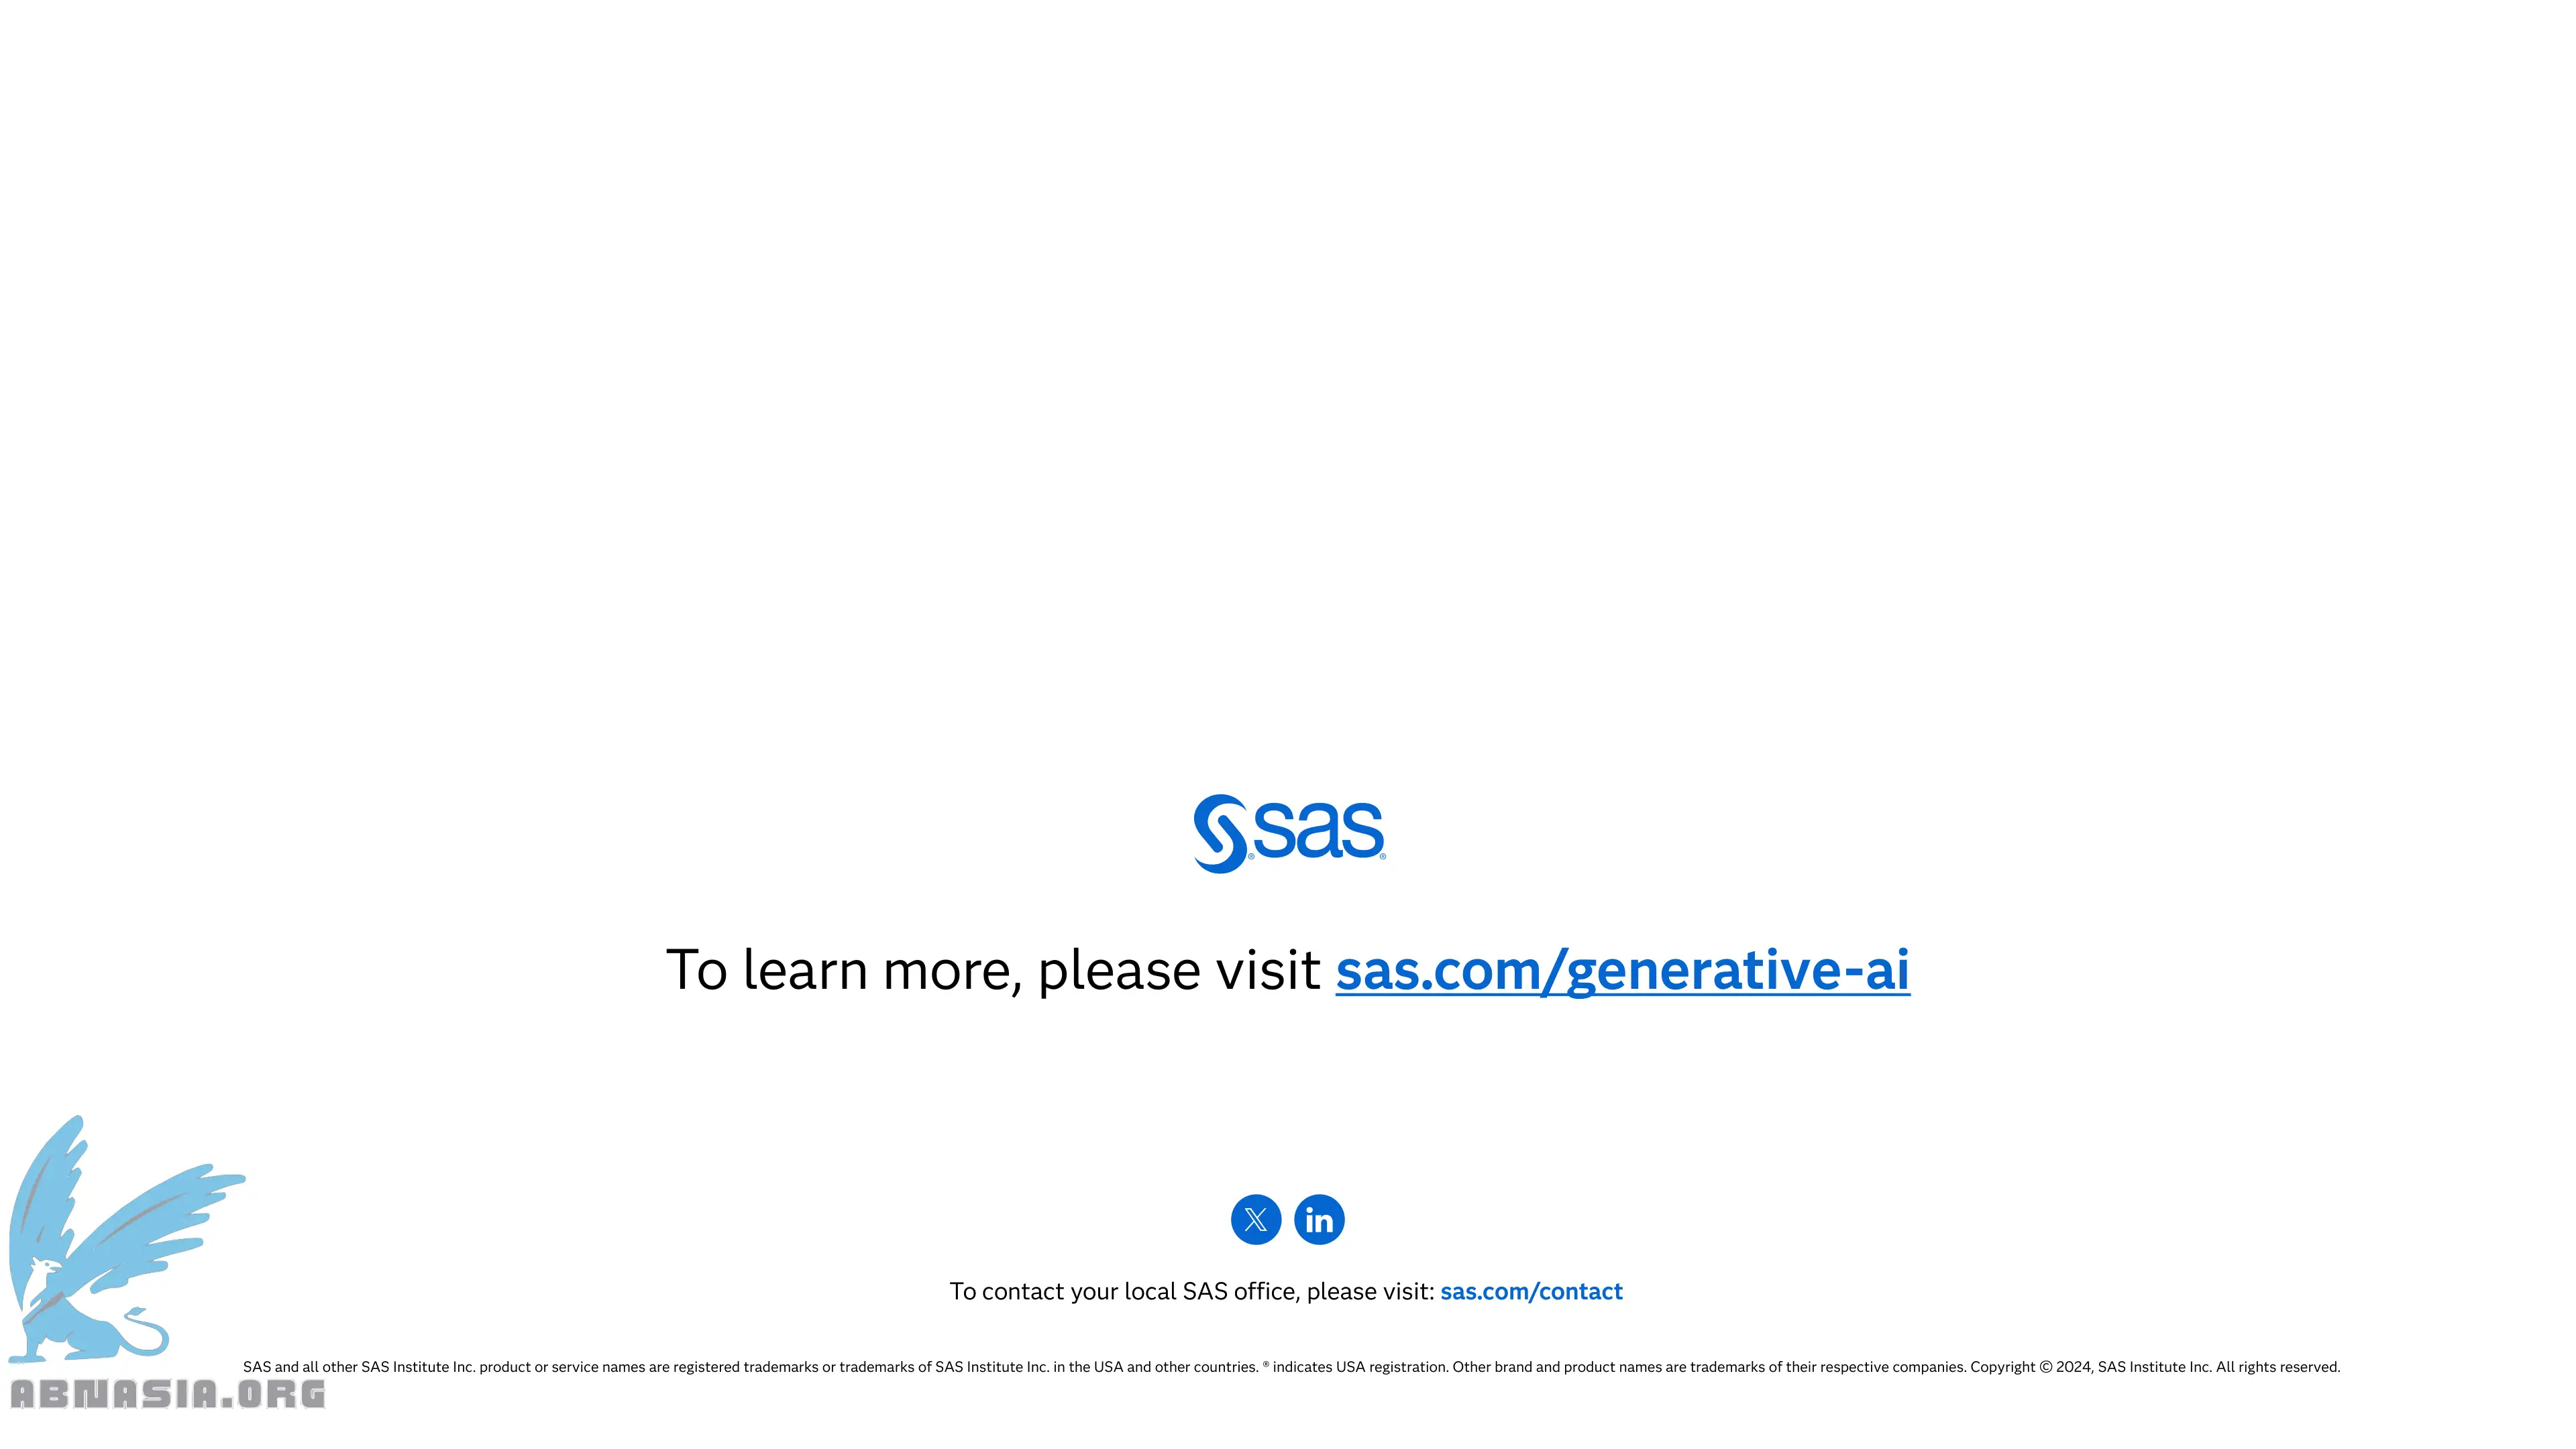 sas
To learn more, please visit sas.com/generative-ai
X in
To contact your local SAS office, please visit: sas.com/contact
SAS and all other SAS Institute Inc. product or service names are registered trademarks or trademarks of SAS Institute Inc. in the USA and other countries. ® indicates USA registration. Other brand and product names are trademarks of their respective companies. Copyright © 2024, SAS Institute Inc. All rights reserved.
ABNASIA.ORG